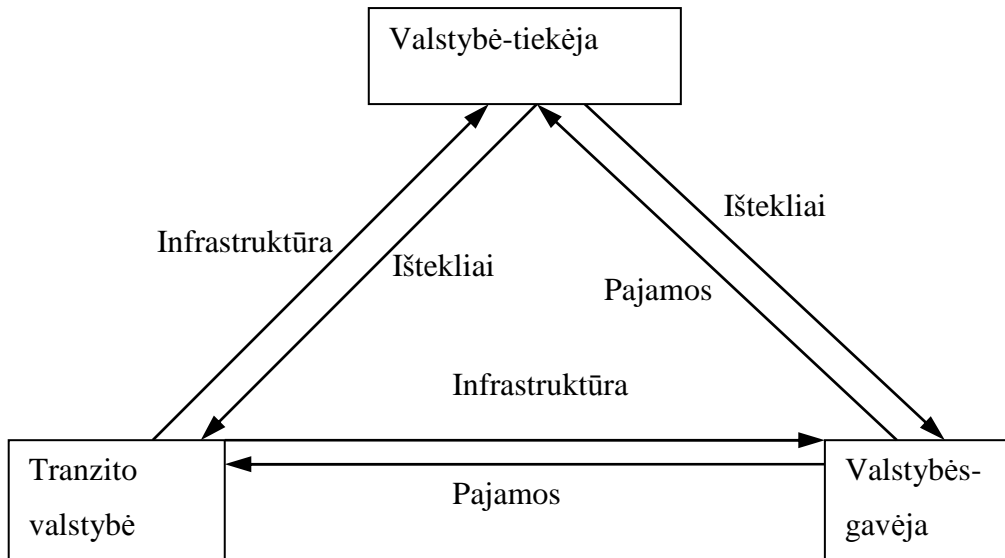 Valstybė-tiekėja
Ištekliai
Infrastruktūra
Ištekliai
Pajamos
Infrastruktūra
Tranzito
valstybė
Pajamos
Valstybės-
gavėja